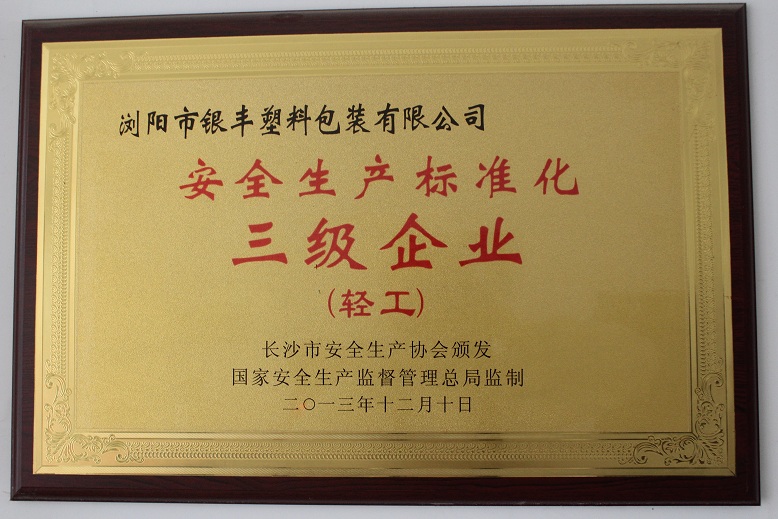 浏阳市银丰塑料包装有限公司
安全生产标准化
三级企业
(轻工)
长沙市安全生产协会颁发
国家安全生产监督管理总局监制
二〇一三年十二月十日